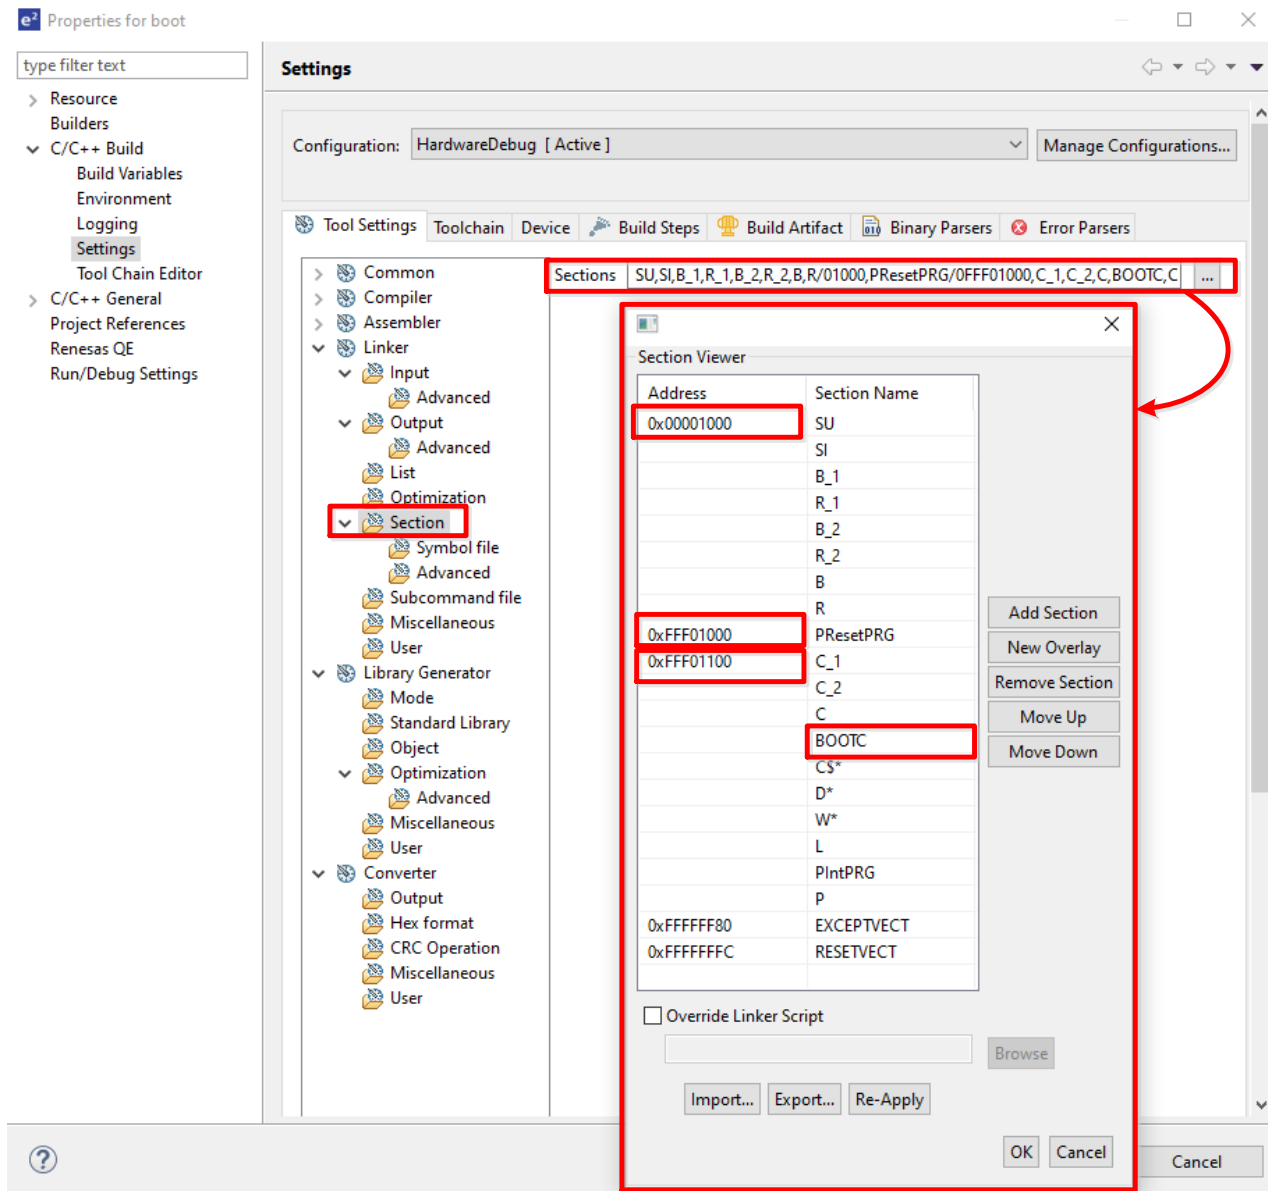 e² Properties for boot
type filter text
Resource
Builders
C/C++ Build
Build Variables
Environment
Logging
Settings
Tool Chain Editor
C/C++ General
Project References
Renesas QE
Run/Debug Settings
Settings
Configuration: HardwareDebug [ Active ] Manage Configurations...
Tool Settings Toolchain Device Build Steps Build Artifact Binary Parsers Error Parsers
Common
Compiler
Assembler
Linker
Input
Advanced
Output
Advanced
List
Optimization
Section
Symbol file
Advanced
Subcommand file
Miscellaneous
User
Library Generator
Mode
Standard Library
Object
Optimization
Advanced
Miscellaneous
User
Converter
Output
Hex format
CRC Operation
Miscellaneous
User
Sections SU,SI,B_1,R_1,B_2,R_2,B,R/01000,PResetPRG/0FFF01000,C_1,C_2,C,BOOTC,C ...
Section Viewer
Address Section Name
0x00001000 SU
SI
B_1
R_1
B_2
R_2
B
R
0xFFF01000 PResetPRG
0xFFF01100 C_1
C_2
C
BOOTC
C$*
D*
W*
L
PIntPRG
P
0xFFFFFF80 EXCEPTVECT
0xFFFFFFFC RESETVECT
Add Section
New Overlay
Remove Section
Move Up
Move Down
Override Linker Script
Browse
Import... Export... Re-Apply
OK Cancel
? Cancel